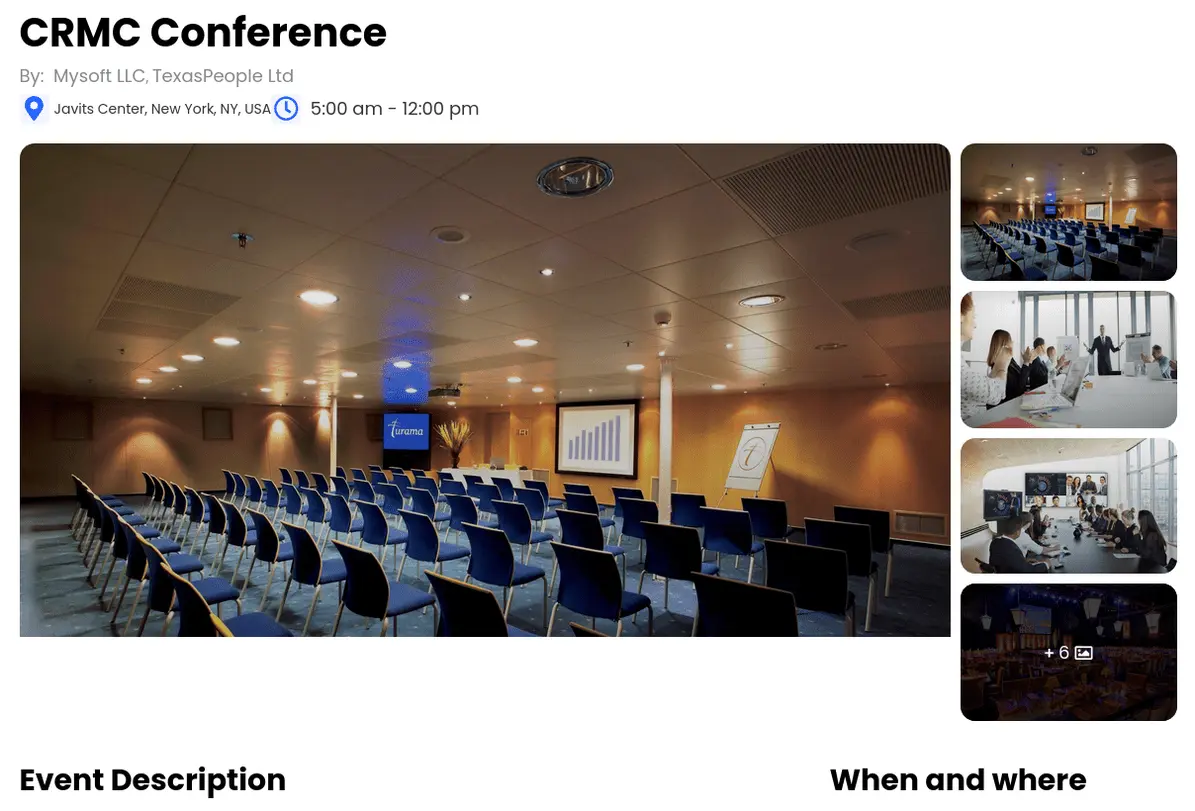 CRMC Conference
By: Mysoft LLC, TexasPeople Ltd
Javits Center, New York, NY, USA 5:00 am - 12:00 pm
turama
+ 6
Event Description
When and where